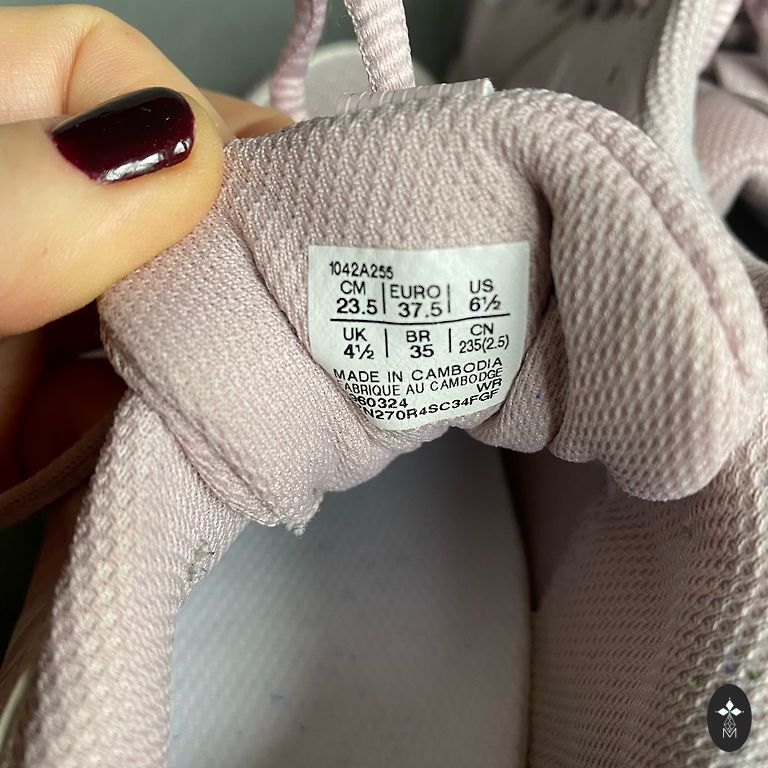 1042A255
CM | EURO | US
23.5 | 37.5 | 6½
UK | BR | CN
4½ | 35 | 235(2.5)
MADE IN CAMBODIA
FABRIQUE AU CAMBODGE
960324 WR
N270R4SC34FGF
M